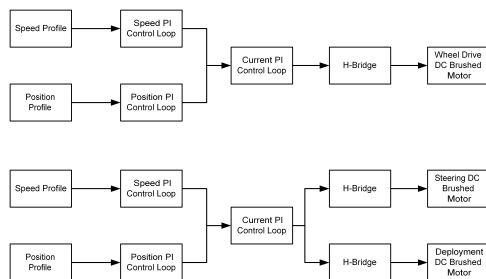 Speed Profile
Speed PI
Control Loop
Current PI
Control Loop
H-Bridge
Wheel Drive
DC Brushed
Motor
Position
Profile
Position PI
Control Loop
Speed Profile
Speed PI
Control Loop
Current PI
Control Loop
H-Bridge
Steering DC
Brushed
Motor
Position
Profile
Position PI
Control Loop
H-Bridge
Deployment
DC Brushed
Motor